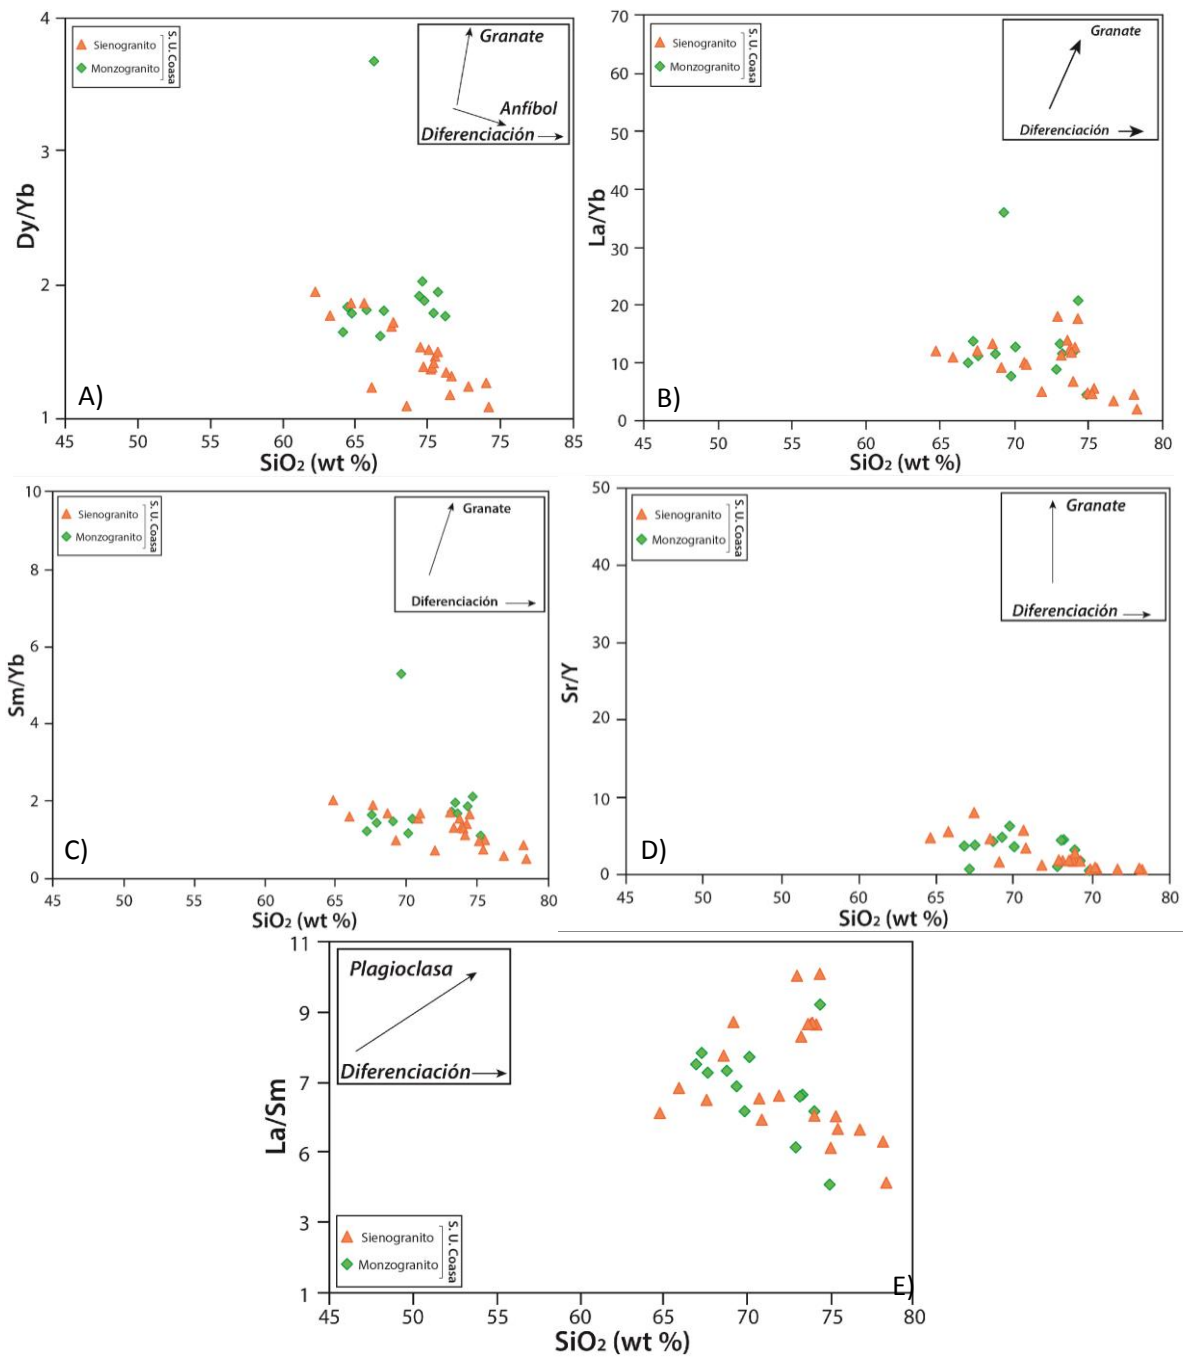 4
3
2
1
Dy/Yb
Sienogranito
Monzogranito
S. U. Coasa
Granate
Anfíbol
Diferenciación
A)
45 50 55 60 65 75 75 85
SiO2 (wt %)
70
60
50
40
30
20
10
0
La/Yb
Sienogranito
Monzogranito
S. U. Coasa
Granate
Diferenciación
B)
45 50 55 60 65 70 75 80
SiO2 (wt %)
10
8
6
4
2
0
Sm/Yb
Sienogranito
Monzogranito
S. U. Coasa
Granate
Diferenciación
C)
45 50 55 60 65 70 75 80
SiO2 (wt %)
50
40
30
20
10
0
Sr/Y
Sienogranito
Monzogranito
S. U. Coasa
Granate
Diferenciación
D)
45 50 55 60 65 70 70 80
SiO2 (wt %)
11
9
7
6
3
1
La/Sm
Plagioclasa
Diferenciación
Sienogranito
Monzogranito
S. U. Coasa
E)
45 50 55 60 65 70 75 80
SiO2 (wt %)